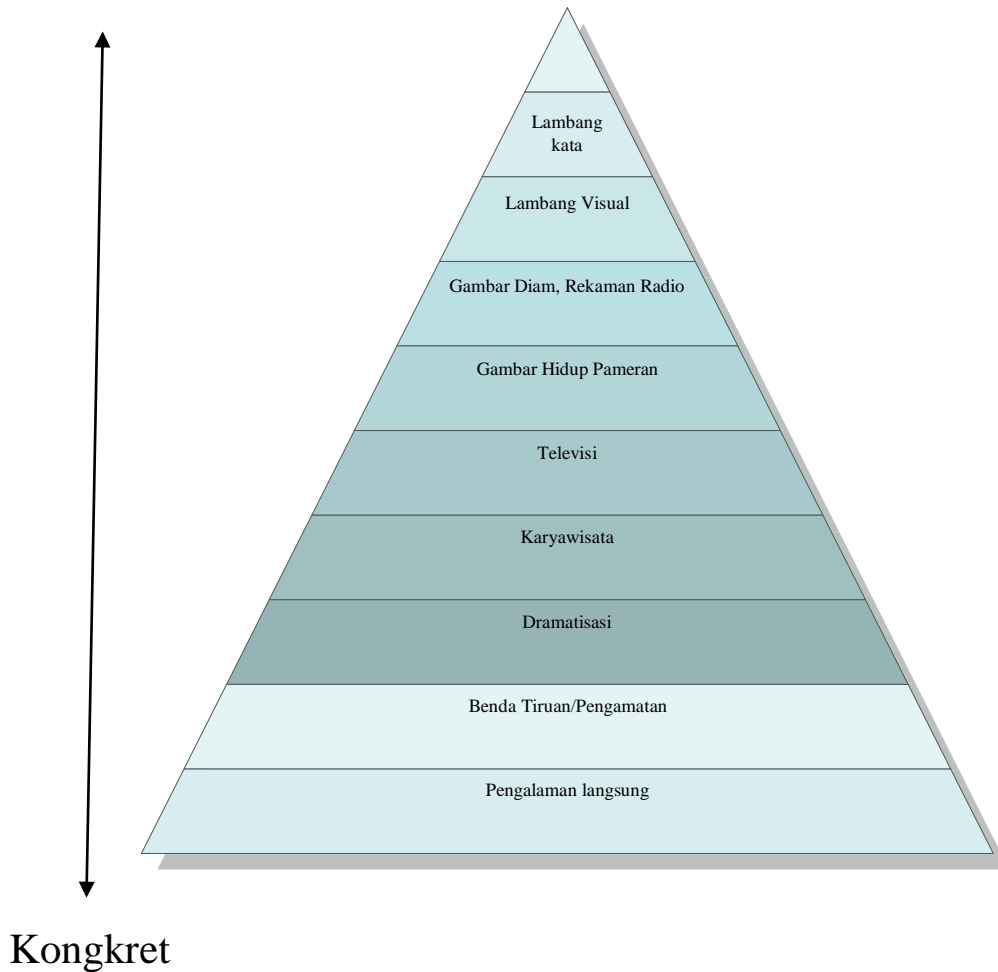 Lambang
kata
Lambang Visual
Gambar Diam, Rekaman Radio
Gambar Hidup Pameran
Televisi
Karyawisata
Dramatisasi
Benda Tiruan/Pengamatan
Pengalaman langsung
Kongkret